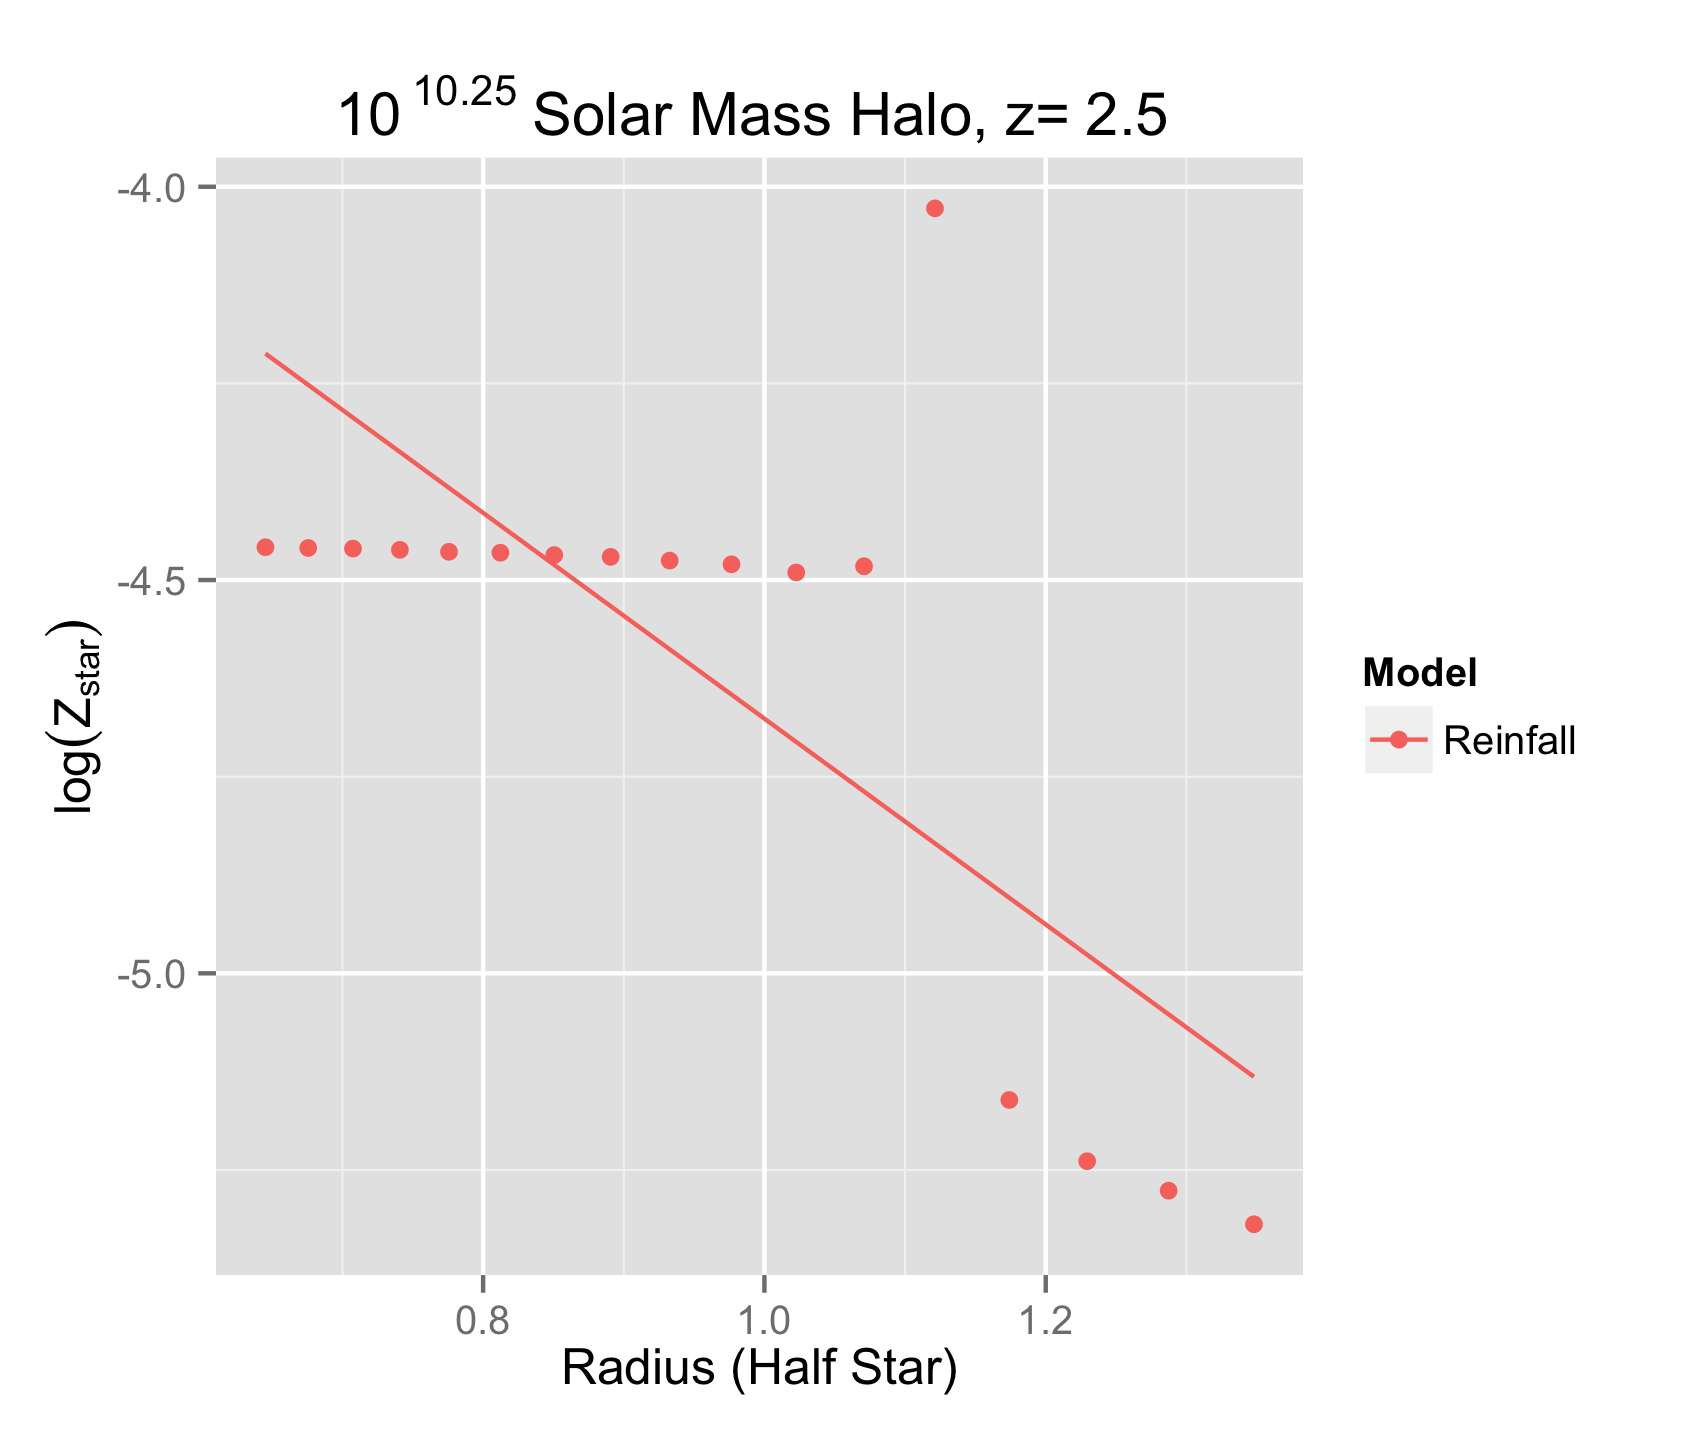 10 10.25 Solar Mass Halo, z= 2.5
-4.0
-4.5
-5.0
log(Zstar)
0.8 1.0 1.2
Radius (Half Star)
Model
Reinfall